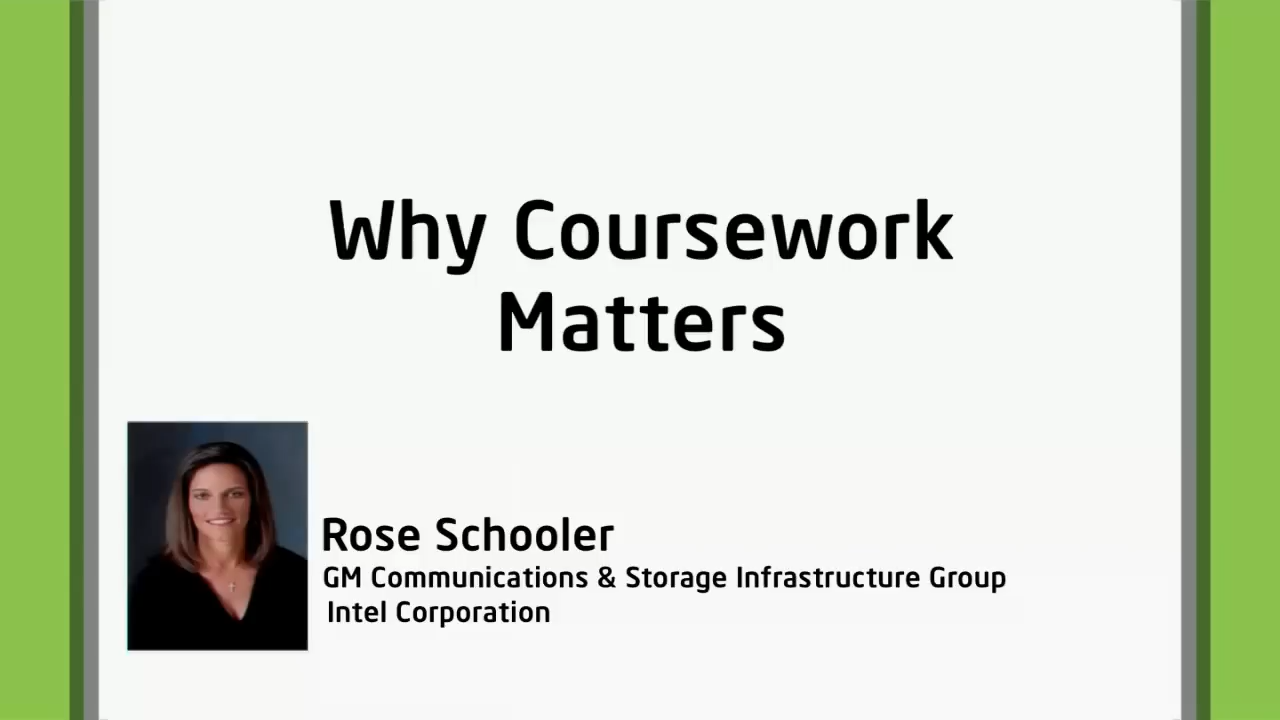 Why Coursework
Matters
Rose Schooler
GM Communications & Storage Infrastructure Group
Intel Corporation